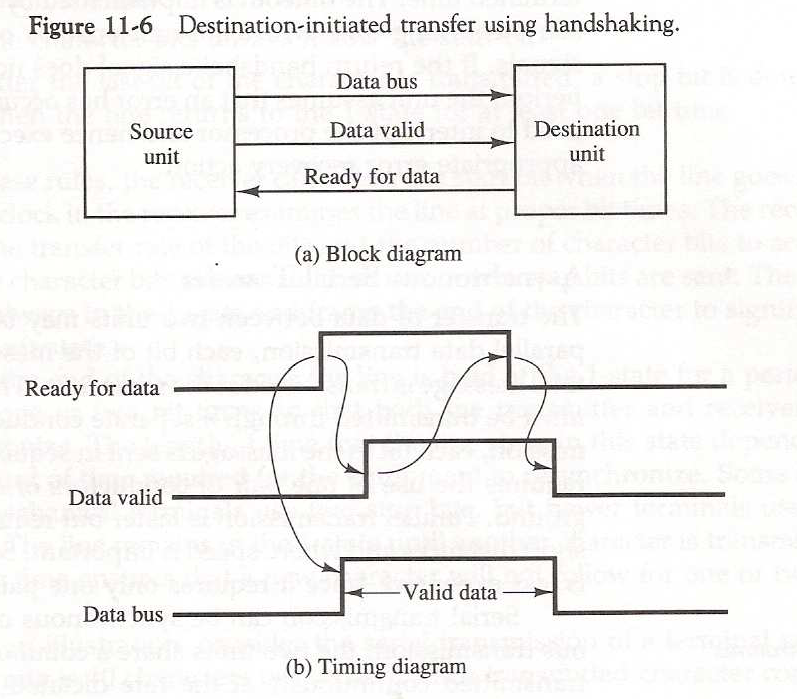 Figure 11-6 Destination-initiated transfer using handshaking.
Data bus
Source
unit
Data valid
Destination
unit
Ready for data
(a) Block diagram
Ready for data
Data valid
Valid data
Data bus
(b) Timing diagram